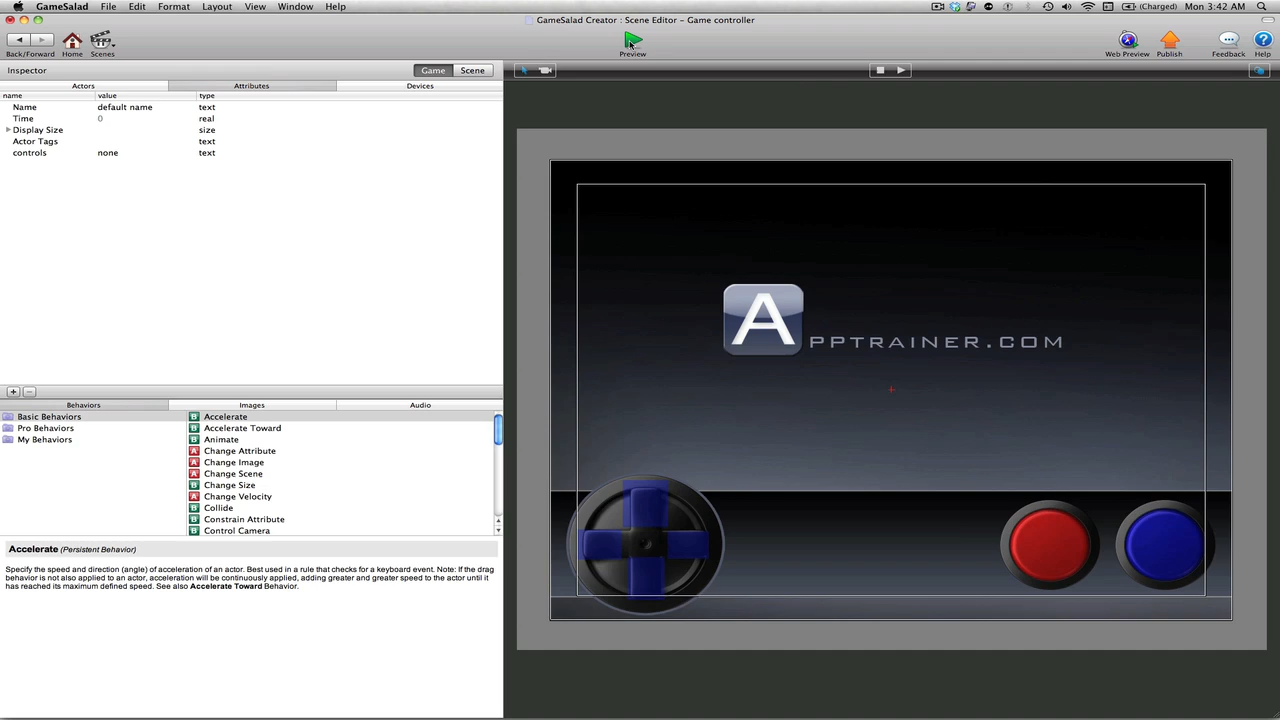 GameSalad File Edit Format Layout View Window Help (Charged) Mon 3:42 AM
GameSalad Creator : Scene Editor - Game controller
Back/Forward Home Scenes Preview Web Preview Publish Feedback Help
Inspector Game Scene
Actors Attributes Devices
name value type
Name default name text
Time 0 real
Display Size size
Actor Tags text
controls none text
A PPTRAINER.COM
Behaviors Images Audio
Basic Behaviors Accelerate
Pro Behaviors Accelerate Toward
My Behaviors Animate
Change Attribute
Change Image
Change Scene
Change Size
Change Velocity
Collide
Constrain Attribute
Control Camera
Accelerate (Persistent Behavior)
Specify the speed and direction (angle) of acceleration of an actor. Best used in a rule that checks for a keyboard event. Note: If the drag
behavior is not also applied to an actor, acceleration will be continuously applied, adding greater and greater speed to the actor until it
has reached its maximum defined speed. See also Accelerate Toward Behavior.